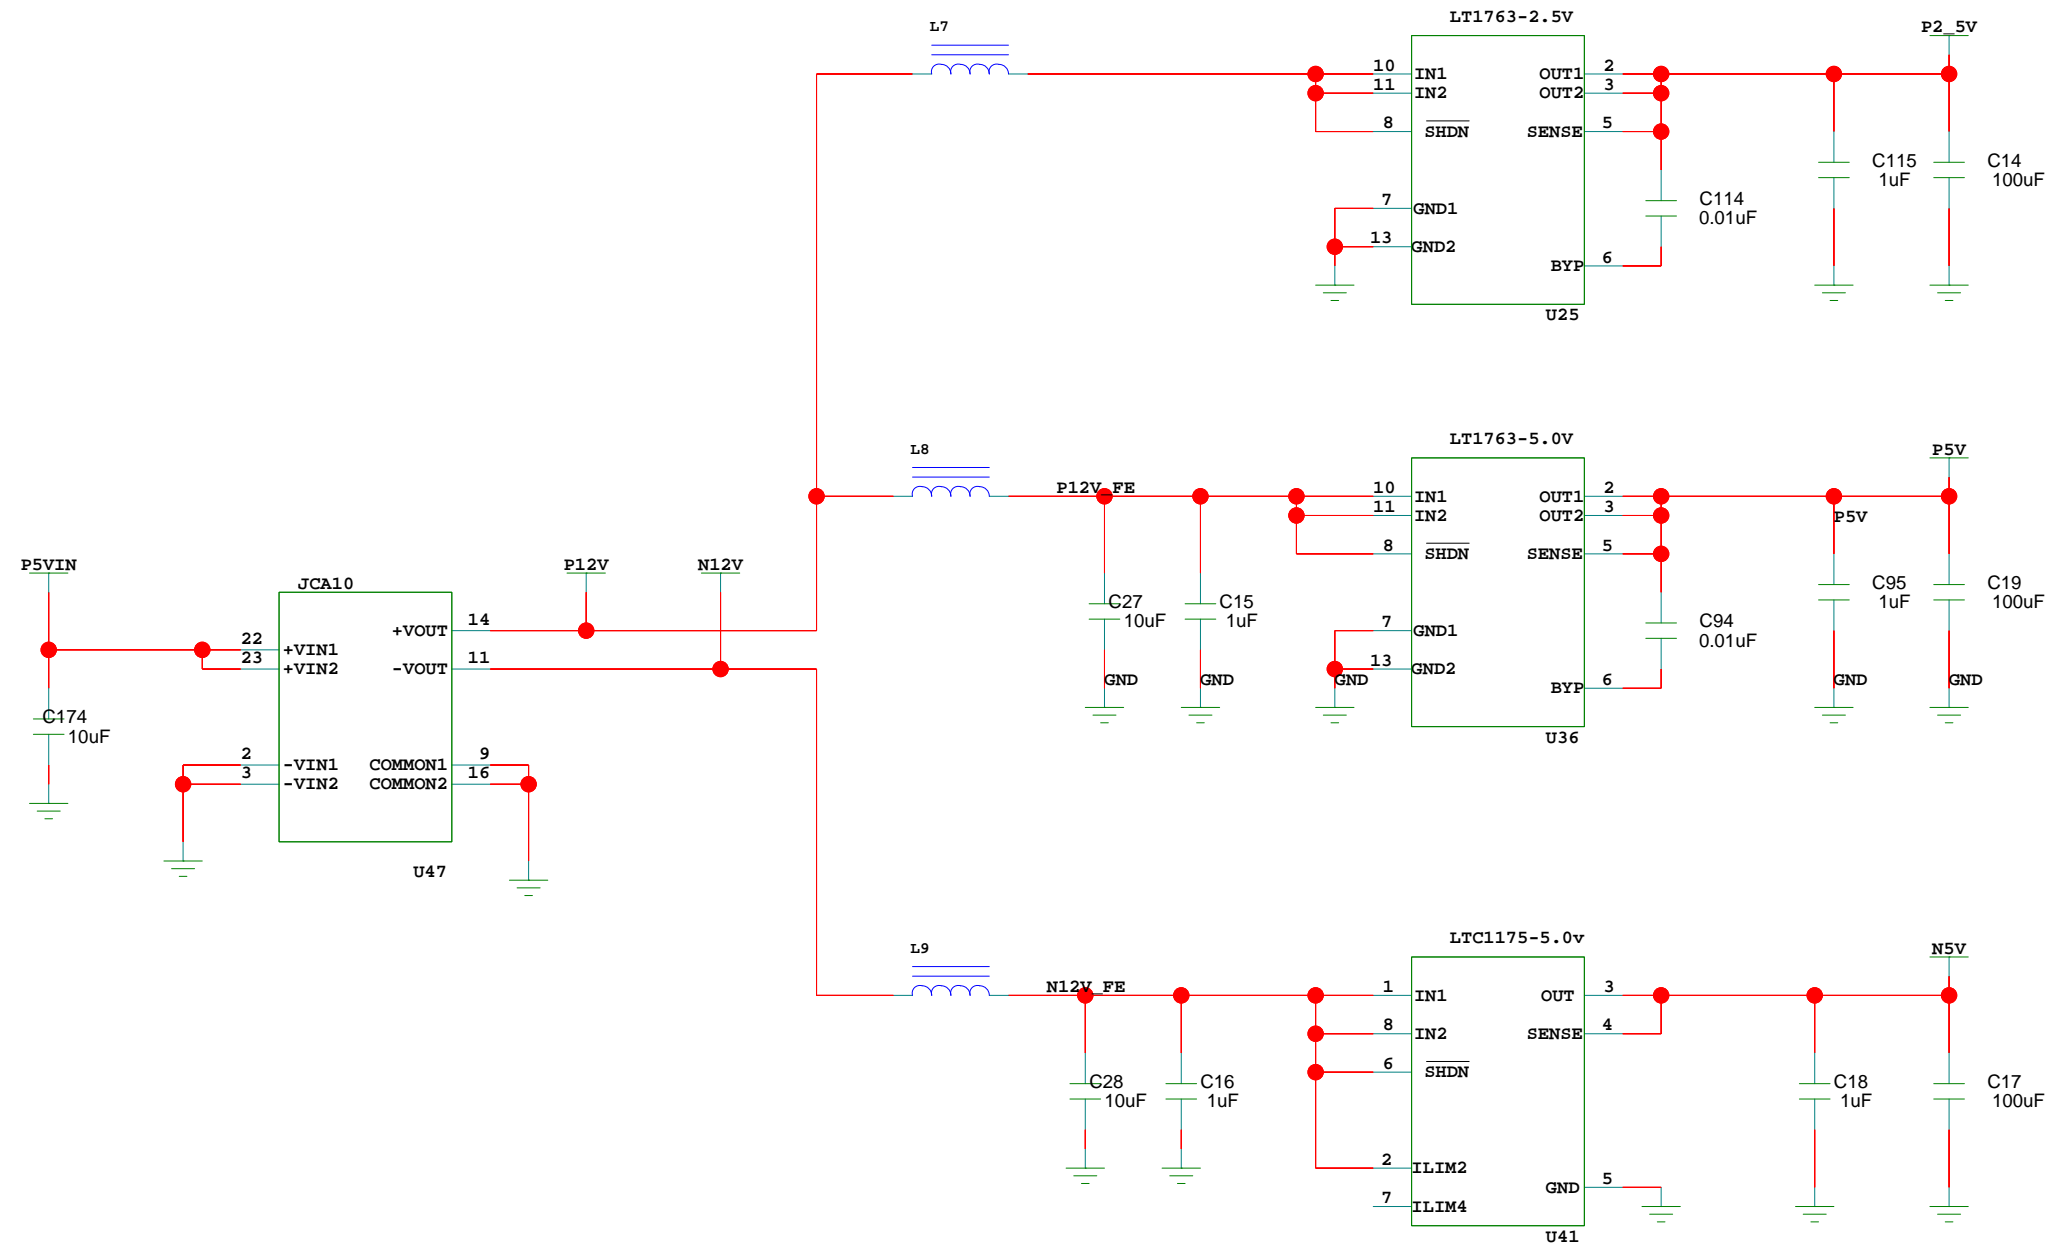 L7
LT1763-2.5V
P2_5V
10 IN1 OUT1 2
11 IN2 OUT2 3
8 SHDN SENSE 5
C115
1uF
C14
100uF
7 GND1
C114
0.01uF
13 GND2
BYP 6
U25
L8
LT1763-5.0V
P5V
P12V_FE
10 IN1 OUT1 2
11 IN2 OUT2 3
P5V
8 SHDN SENSE 5
C27
10uF
C15
1uF
C95
1uF
C19
100uF
7 GND1
C94
0.01uF
13 GND2
GND
GND
GND
GND
GND
BYP 6
U36
P5VIN
JCA10
P12V
N12V
+VOUT 14
22 +VIN1
23 +VIN2
-VOUT 11
C174
10uF
2 -VIN1 COMMON1 9
3 -VIN2 COMMON2 16
U47
L9
LTC1175-5.0v
N5V
N12V_FE
1 IN1 OUT 3
8 IN2 SENSE 4
6 SHDN
C28
10uF
C16
1uF
C18
1uF
C17
100uF
2 ILIM2
GND 5
7 ILIM4
U41